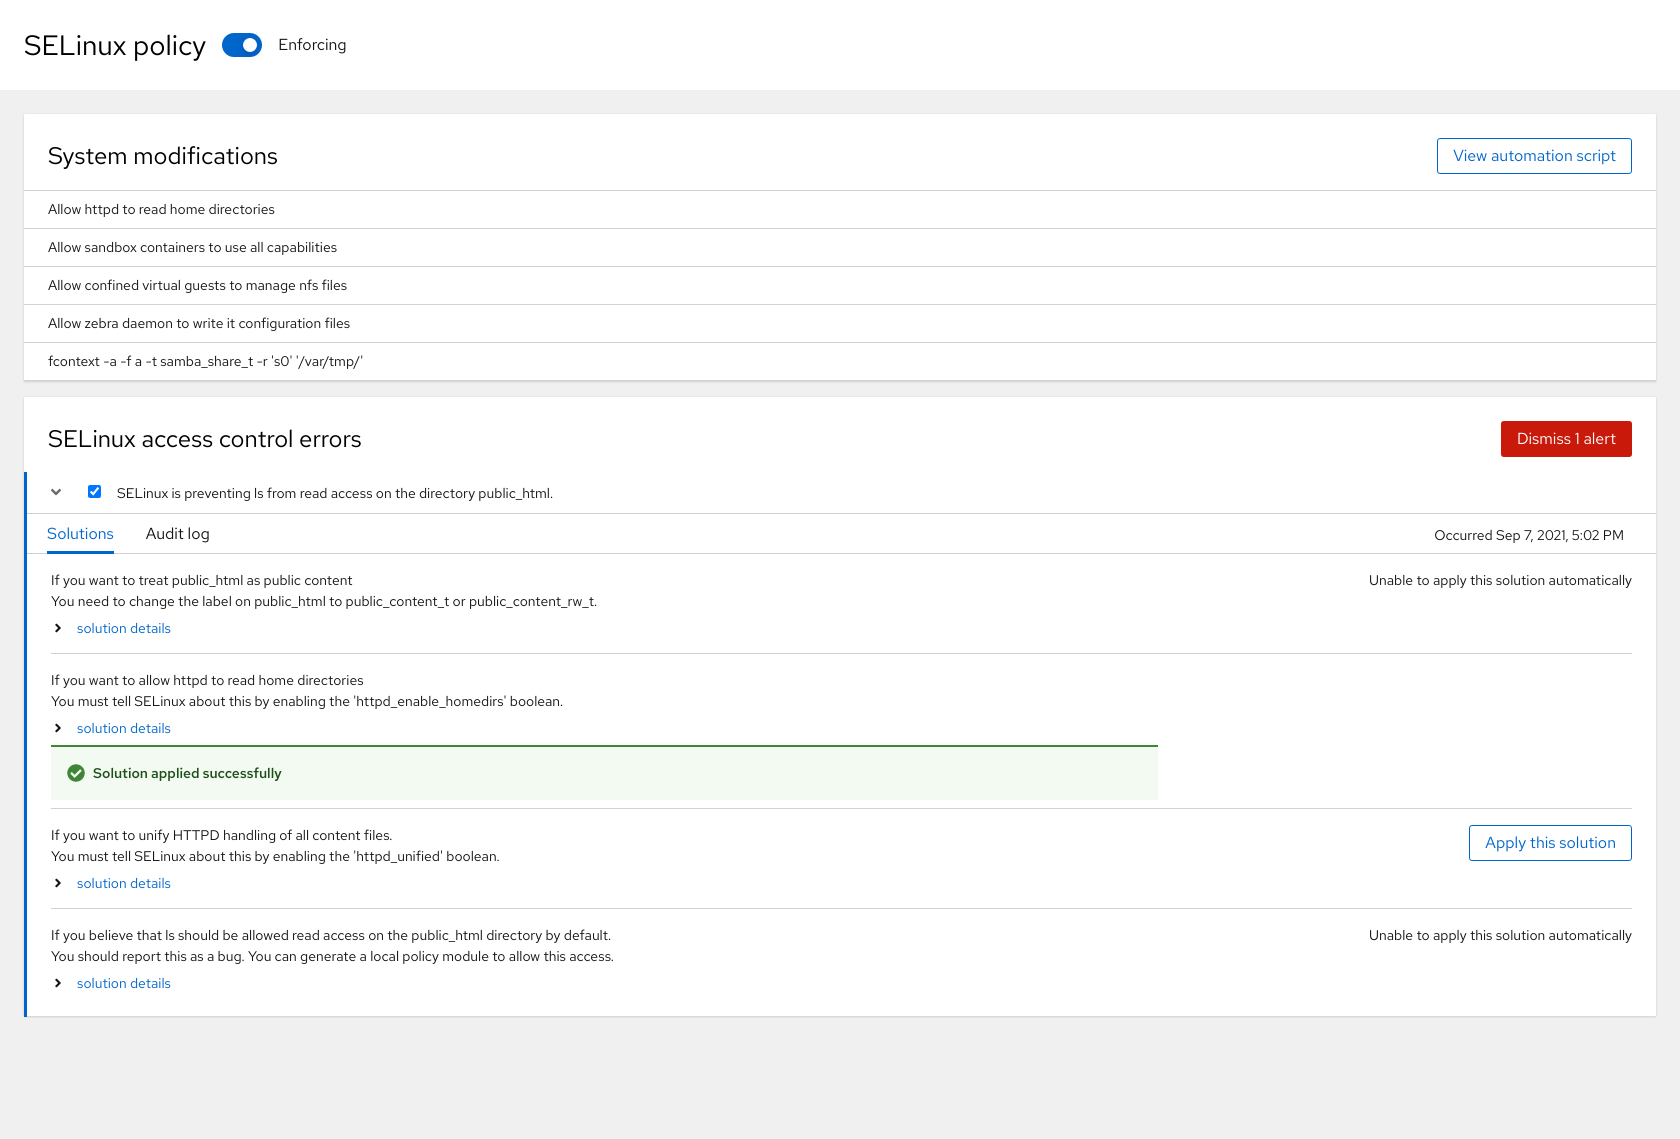 SELinux policy
Enforcing
System modifications
View automation script
Allow httpd to read home directories
Allow sandbox containers to use all capabilities
Allow confined virtual guests to manage nfs files
Allow zebra daemon to write it configuration files
fcontext -a -f a -t samba_share_t -r 's0' '/var/tmp/'
SELinux access control errors
Dismiss 1 alert
SELinux is preventing ls from read access on the directory public_html.
Solutions
Audit log
Occurred Sep 7, 2021, 5:02 PM
If you want to treat public_html as public content
Unable to apply this solution automatically
You need to change the label on public_html to public_content_t or public_content_rw_t.
solution details
If you want to allow httpd to read home directories
You must tell SELinux about this by enabling the 'httpd_enable_homedirs' boolean.
solution details
Solution applied successfully
If you want to unify HTTPD handling of all content files.
You must tell SELinux about this by enabling the 'httpd_unified' boolean.
Apply this solution
solution details
If you believe that ls should be allowed read access on the public_html directory by default.
Unable to apply this solution automatically
You should report this as a bug. You can generate a local policy module to allow this access.
solution details